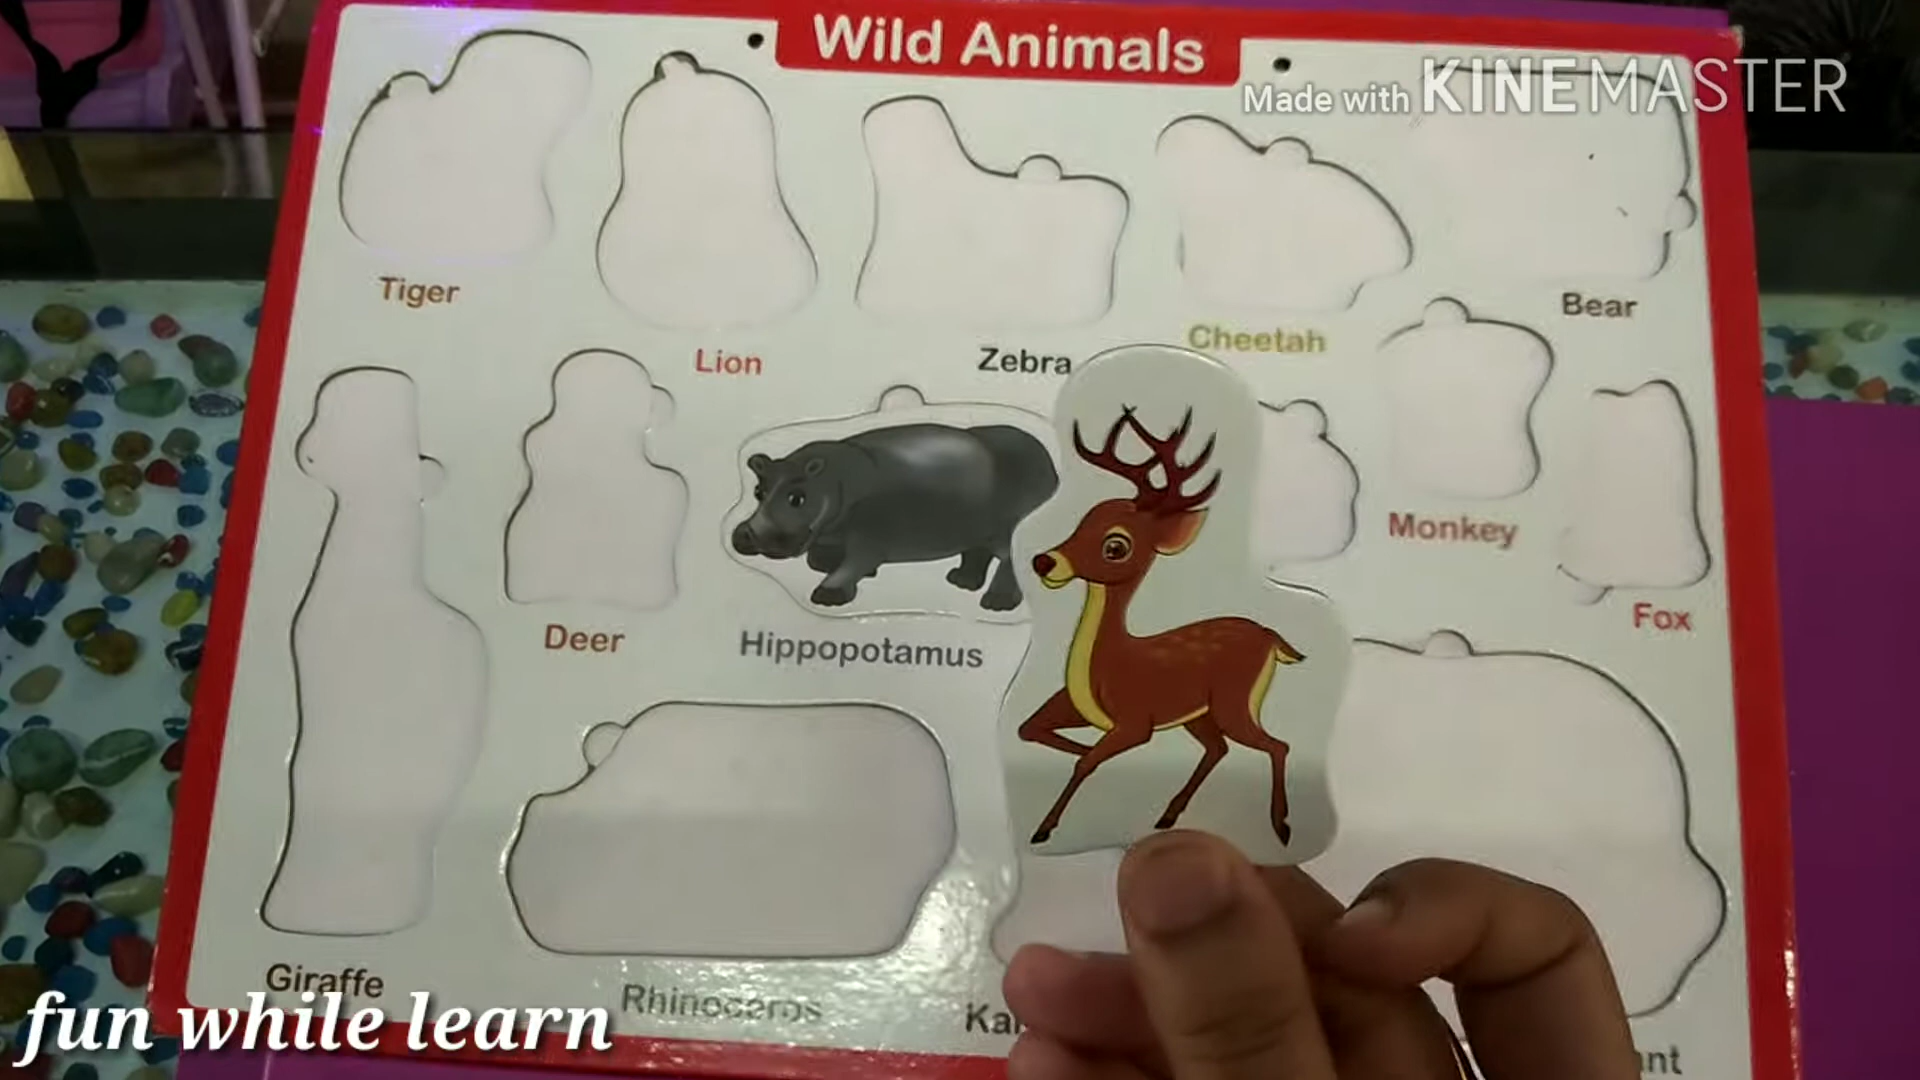 Wild Animals
Made with KINEMASTER
Tiger
Lion
Zebra
Cheetah
Bear
Deer
Hippopotamus
Monkey
Fox
Giraffe
Rhinoceros
fun while learn